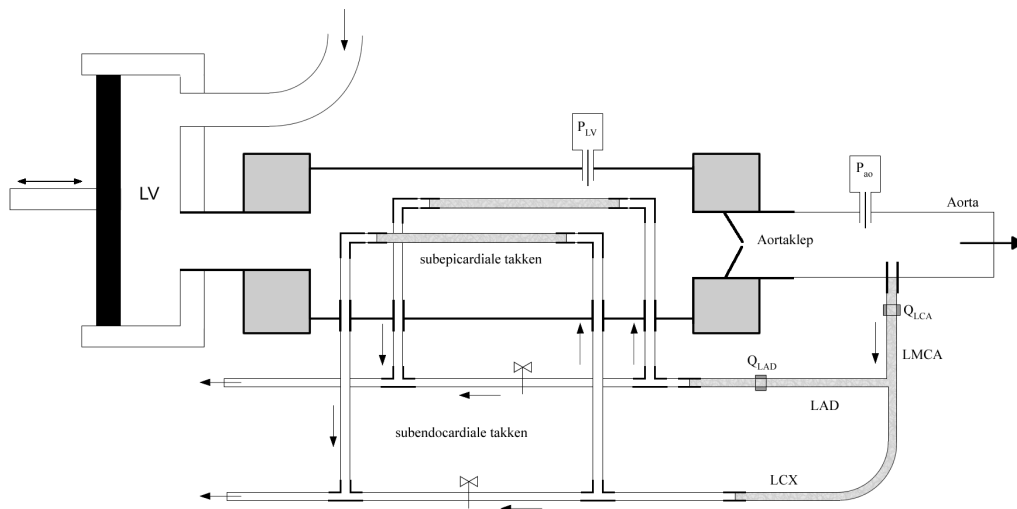 P_LV
P_ao
LV
Aorta
Aortaklep
subepicardiale takken
Q_LCA
LMCA
Q_LAD
LAD
subendocardiale takken
LCX